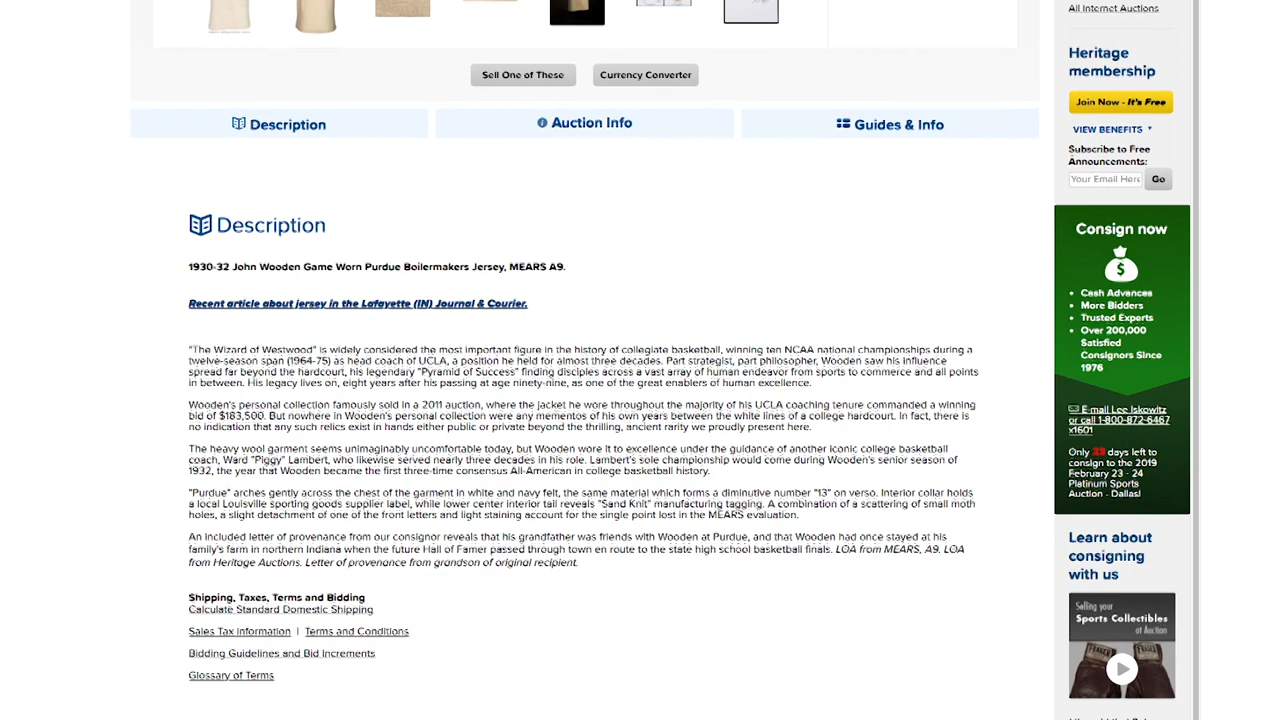 All Internet Auctions
Heritage
membership
Join Now - It's Free
VIEW BENEFITS
Subscribe to Free
Announcements:
Your Email Here
Go
Sell One of These
Currency Converter
Description
Auction Info
Guides & Info
Description
1930-32 John Wooden Game Worn Purdue Boilermakers Jersey, MEARS A9.
Recent article about jersey in the Lafayette (IN) Journal & Courier.
"The Wizard of Westwood" is widely considered the most important figure in the history of collegiate basketball, winning ten NCAA national championships during a
twelve-season span (1964-75) as head coach of UCLA, a position he held for almost three decades. Part strategist, part philosopher, Wooden saw his influence
spread far beyond the hardcourt, his legendary "Pyramid of Success" finding disciples across a vast array of human endeavor from sports to commerce and all points
in between. His legacy lives on, eight years after his passing at age ninety-nine, as one of the great enablers of human excellence.
Wooden's personal collection famously sold in a 2011 auction, where the jacket he wore throughout the majority of his UCLA coaching tenure commanded a winning
bid of $183,500. But nowhere in Wooden's personal collection were any mementos of his own years between the white lines of a college hardcourt. In fact, there is
no indication that any such relics exist in hands either public or private beyond the thrilling, ancient rarity we proudly present here.
The heavy wool garment seems unimaginably uncomfortable today, but Wooden wore it to excellence under the guidance of another iconic college basketball
coach, Ward "Piggy" Lambert, who likewise served nearly three decades in his role. Lambert's sole championship would come during Wooden's senior season of
1932, the year that Wooden became the first three-time consensus All-American in college basketball history.
"Purdue" arches gently across the chest of the garment in white and navy felt, the same material which forms a diminutive number "13" on verso. Interior collar holds
a local Louisville sporting goods supplier label, while lower center interior tail reveals "Sand Knit" manufacturing tagging. A combination of a scattering of small moth
holes, a slight detachment of one of the front letters and light staining account for the single point lost in the MEARS evaluation.
An included letter of provenance from our consignor reveals that his grandfather was friends with Wooden at Purdue, and that Wooden had once stayed at his
family's farm in northern Indiana when the future Hall of Famer passed through town en route to the state high school basketball finals. LOA from MEARS, A9. LOA
from Heritage Auctions. Letter of provenance from grandson of original recipient.
Shipping, Taxes, Terms and Bidding
Calculate Standard Domestic Shipping
Sales Tax information | Terms and Conditions
Bidding Guidelines and Bid Increments
Glossary of Terms
Consign now
$
• Cash Advances
• More Bidders
• Trusted Experts
• Over 200,000
Satisfied
Consignors Since
1976
E-mail Lee Iskowitz
or call 1-800-872-6467
x1601
Only days left to
consign to the 2019
February 23 - 24
Platinum Sports
Auction - Dallas!
Learn about
consigning
with us
Selling your
Sports Collectibles
at Auction